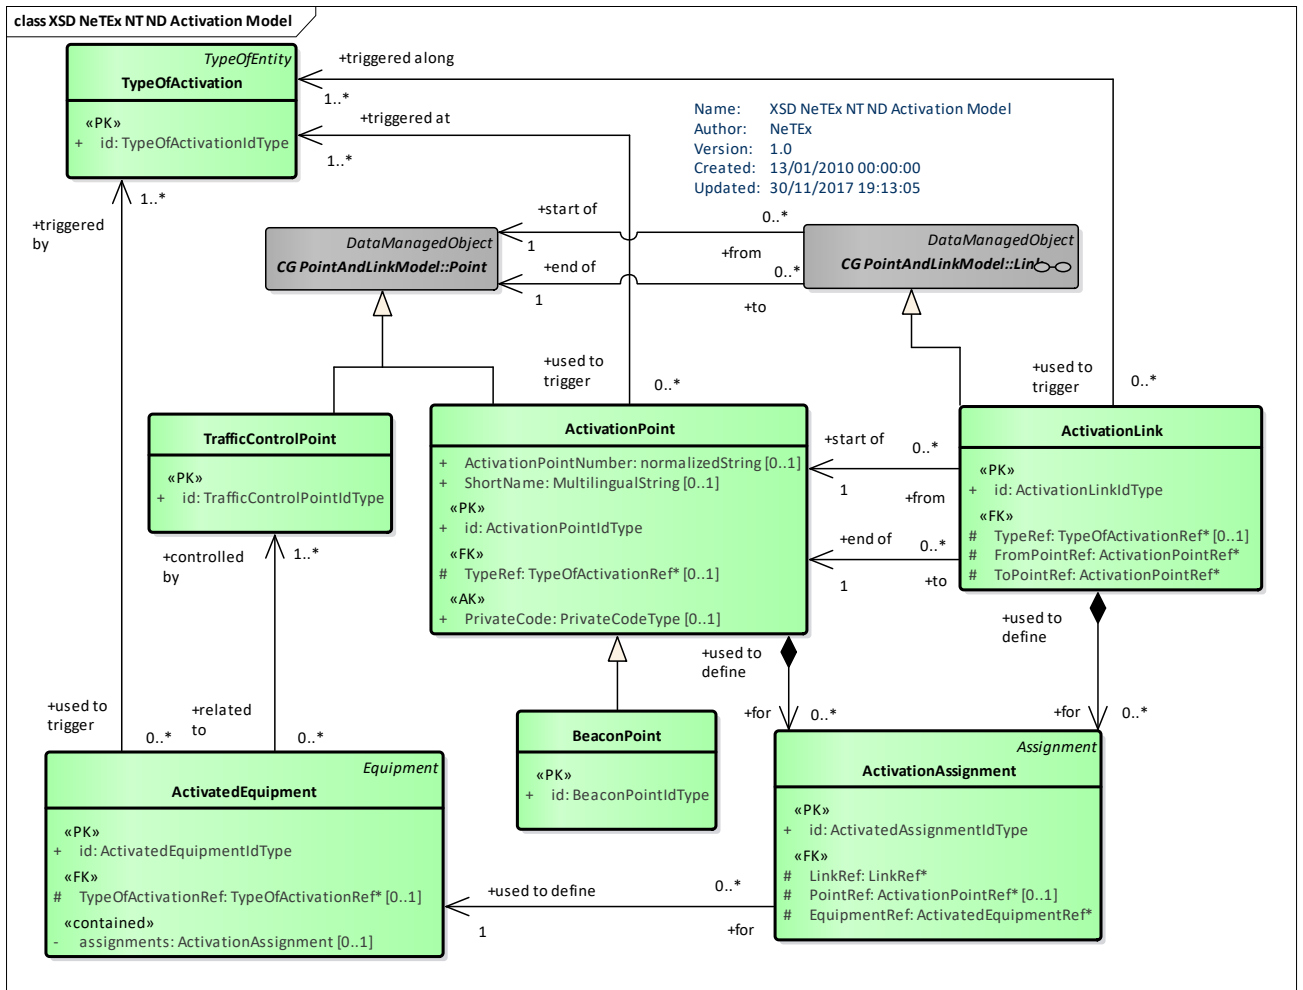 class XSD NeTEx NT ND Activation Model
TypeOfEntity
TypeOfActivation
«PK»
+ id: TypeOfActivationIdType
+triggered along
1..*
+triggered at
1..*
Name: XSD NeTEx NT ND Activation Model
Author: NeTEx
Version: 1.0
Created: 13/01/2010 00:00:00
Updated: 30/11/2017 19:13:05
1..*
+triggered
by
DataManagedObject
CG PointAndLinkModel::Point
+start of
1
0..*
+from
+end of
1
0..*
+to
DataManagedObject
CG PointAndLinkModel::Link
+used to
trigger
0..*
+used to
trigger
0..*
TrafficControlPoint
«PK»
+ id: TrafficControlPointIdType
ActivationPoint
+ ActivationPointNumber: normalizedString [0..1]
+ ShortName: MultilingualString [0..1]
«PK»
+ id: ActivationPointIdType
«FK»
# TypeRef: TypeOfActivationRef* [0..1]
«AK»
+ PrivateCode: PrivateCodeType [0..1]
+start of
0..*
1
+from
+end of
0..*
1
+to
ActivationLink
«PK»
+ id: ActivationLinkIdType
«FK»
# TypeRef: TypeOfActivationRef* [0..1]
# FromPointRef: ActivationPointRef*
# ToPointRef: ActivationPointRef*
+controlled
by
1..*
+used to
define
+used to
define
+used to
trigger
0..*
+related
to
0..*
+for
0..*
+for
0..*
BeaconPoint
«PK»
+ id: BeaconPointIdType
Equipment
ActivatedEquipment
«PK»
+ id: ActivatedEquipmentIdType
«FK»
# TypeOfActivationRef: TypeOfActivationRef* [0..1]
«contained»
- assignments: ActivationAssignment [0..1]
Assignment
ActivationAssignment
«PK»
+ id: ActivatedAssignmentIdType
«FK»
# LinkRef: LinkRef*
# PointRef: ActivationPointRef* [0..1]
# EquipmentRef: ActivatedEquipmentRef*
+used to define
0..*
1
+for